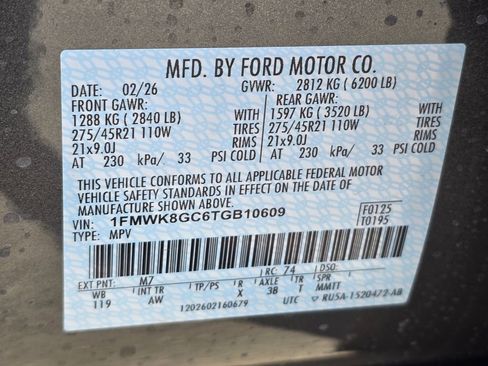 MFD. BY FORD MOTOR CO.
DATE: 02/26 GVWR: 2812 KG ( 6200 LB)
FRONT GAWR: REAR GAWR:
1288 KG ( 2840 LB) WITH 1597 KG ( 3520 LB) WITH
275/45R21 110W TIRES 275/45R21 110W TIRES
21x9.0J RIMS 21x9.0J RIMS
AT 230 kPa/ 33 PSI COLD AT 230 kPa/ 33 PSI COLD
THIS VEHICLE CONFORMS TO ALL APPLICABLE FEDERAL MOTOR
VEHICLE SAFETY STANDARDS IN EFFECT ON THE DATE OF
MANUFACTURE SHOWN ABOVE.
VIN: 1FMWK8GC6TGB10609 F0125
TYPE: MPV T0195
EXT PNT: M7 RC: 74 DSO:
WB INT TR TP/PS R AXLE TR SPR
119 AW X 3B T MMTT
1202602160679 UTC RU5A-1520472-AB